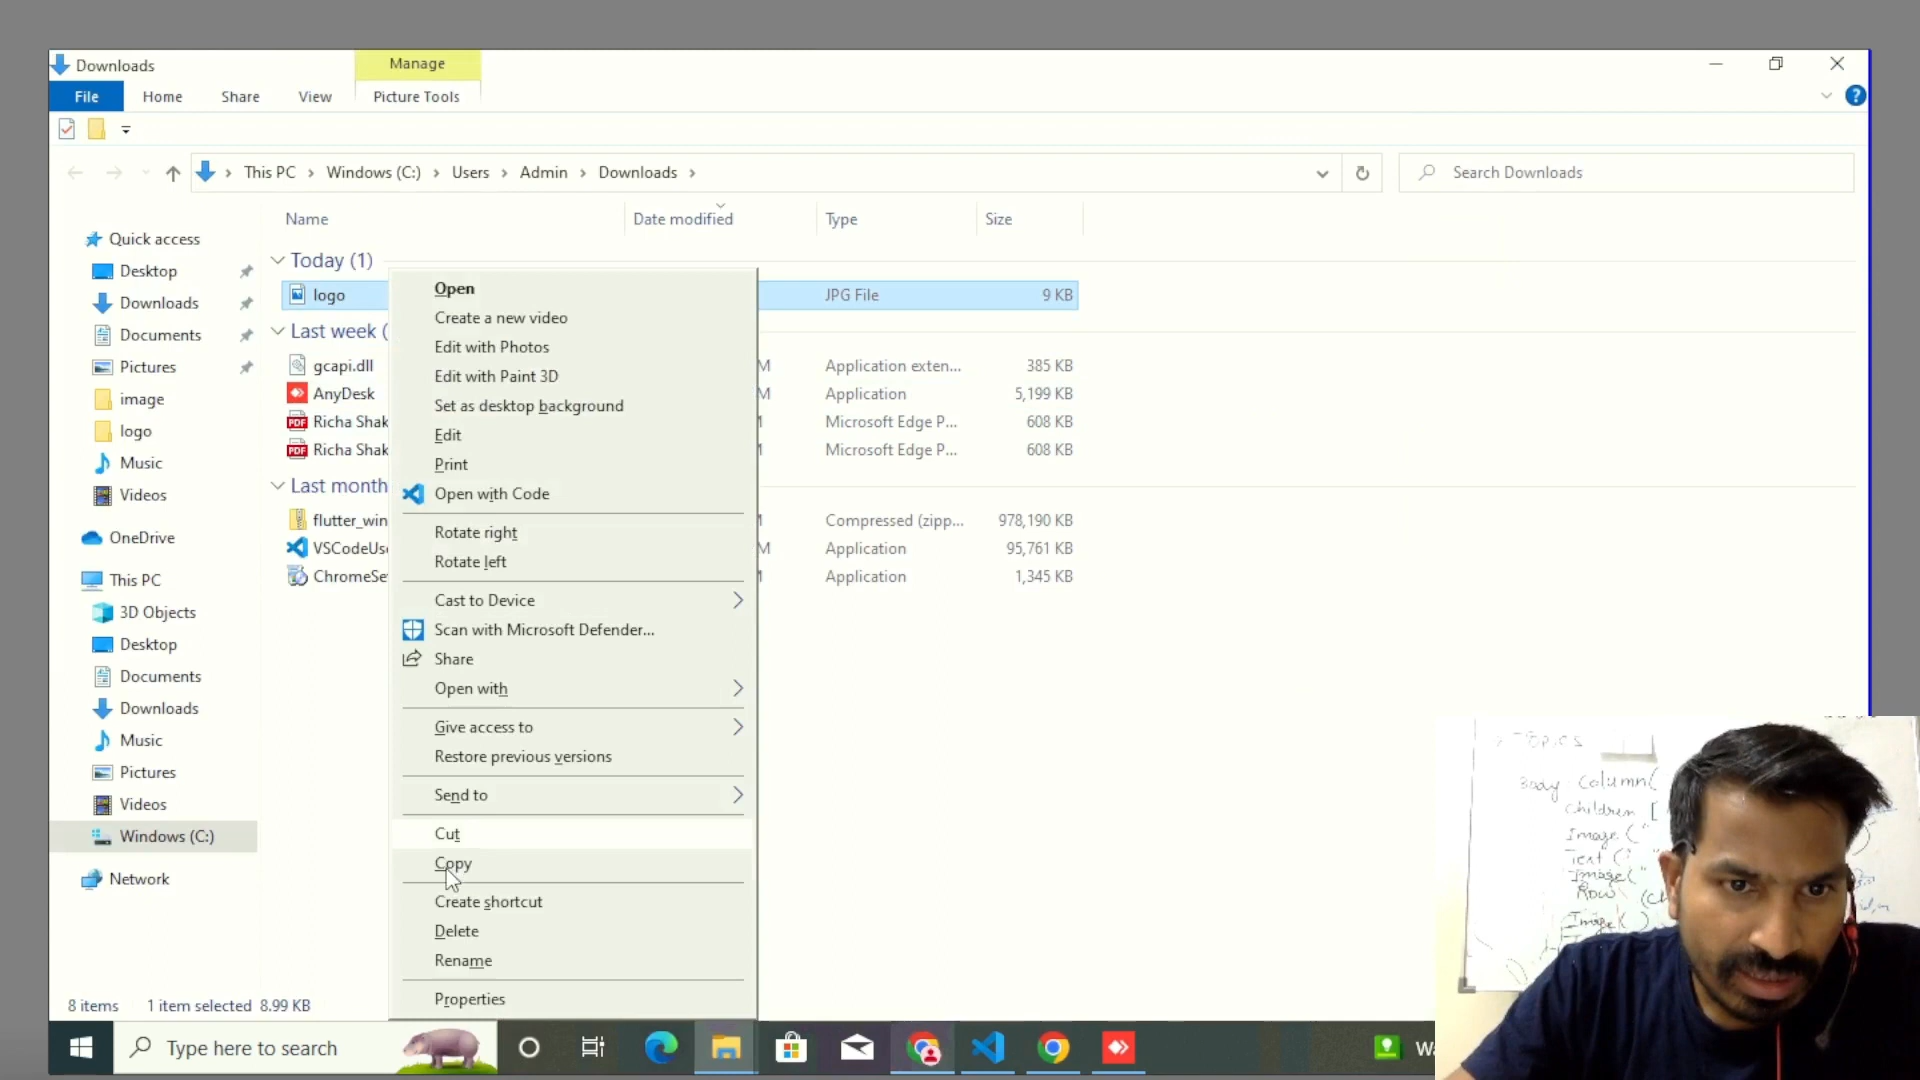 Downloads
Manage
File
Home
Share
View
Picture Tools
This PC
Windows (C:)
Users
Admin
Downloads
Search Downloads
Name
Date modified
Type
Size
Quick access
Desktop
Downloads
Documents
Pictures
image
logo
Music
Videos
OneDrive
This PC
3D Objects
Desktop
Documents
Downloads
Music
Pictures
Videos
Windows (C:)
Network
Today (1)
logo
JPG File
9 KB
Last week (
gcapi.dll
M
Application exten...
385 KB
AnyDesk
M
Application
5,199 KB
Richa Shak
Microsoft Edge P...
608 KB
Richa Shak
Microsoft Edge P...
608 KB
Last month
flutter_win
Compressed (zipp...
978,190 KB
VSCodeUs
M
Application
95,761 KB
ChromeSe
Application
1,345 KB
Open
Create a new video
Edit with Photos
Edit with Paint 3D
Set as desktop background
Edit
Print
Open with Code
Rotate right
Rotate left
Cast to Device
Scan with Microsoft Defender...
Share
Open with
Give access to
Restore previous versions
Send to
Cut
Copy
Create shortcut
Delete
Rename
Properties
8 items
1 item selected 8.99 KB
Type here to search
Topics
Body: Column(
Children [
Image ("
Text ("
Image("
Row (Ch
Image( )